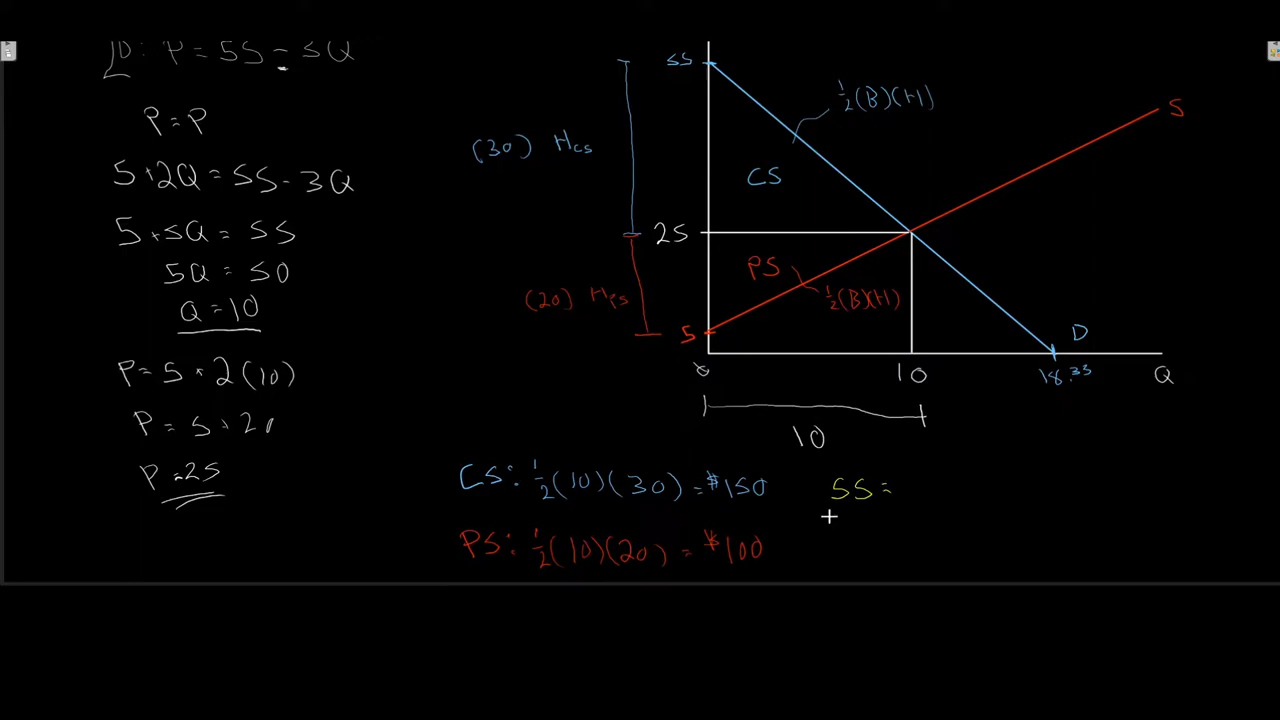 D: P = 55 - 3Q
P = P
5 + 2Q = 55 - 3Q
5 + 5Q = 55
5Q = 50
Q = 10
P = 5 + 2(10)
P = 5 + 20
P = 25
55
25
5
(30) HCS
(20) HPS
½(B)(H)
CS
PS
½(B)(H)
S
D
0
10
18.33
Q
10
CS: ½(10)(30) = $150
PS: ½(10)(20) = $100
SS =